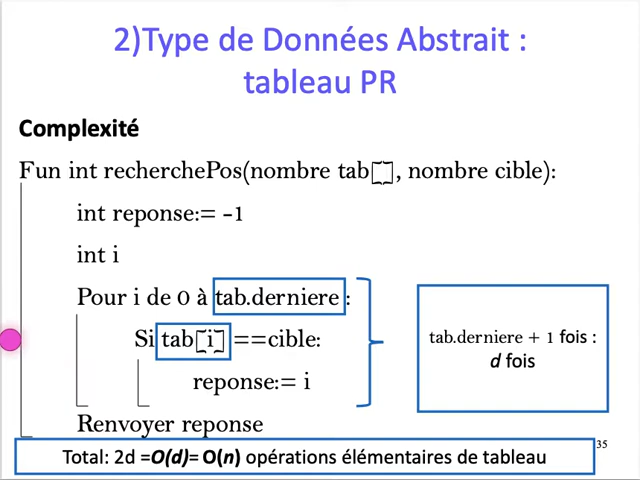 2)Type de Données Abstrait :
tableau PR
Complexité
Fun int recherchePos(nombre tab[], nombre cible):
int reponse:= -1
int i
Pour i de 0 à tab.derniere :
Si tab[i] ==cible:
reponse:= i
Renvoyer reponse
tab.derniere + 1 fois :
d fois
Total: 2d =O(d)= O(n) opérations élémentaires de tableau
35